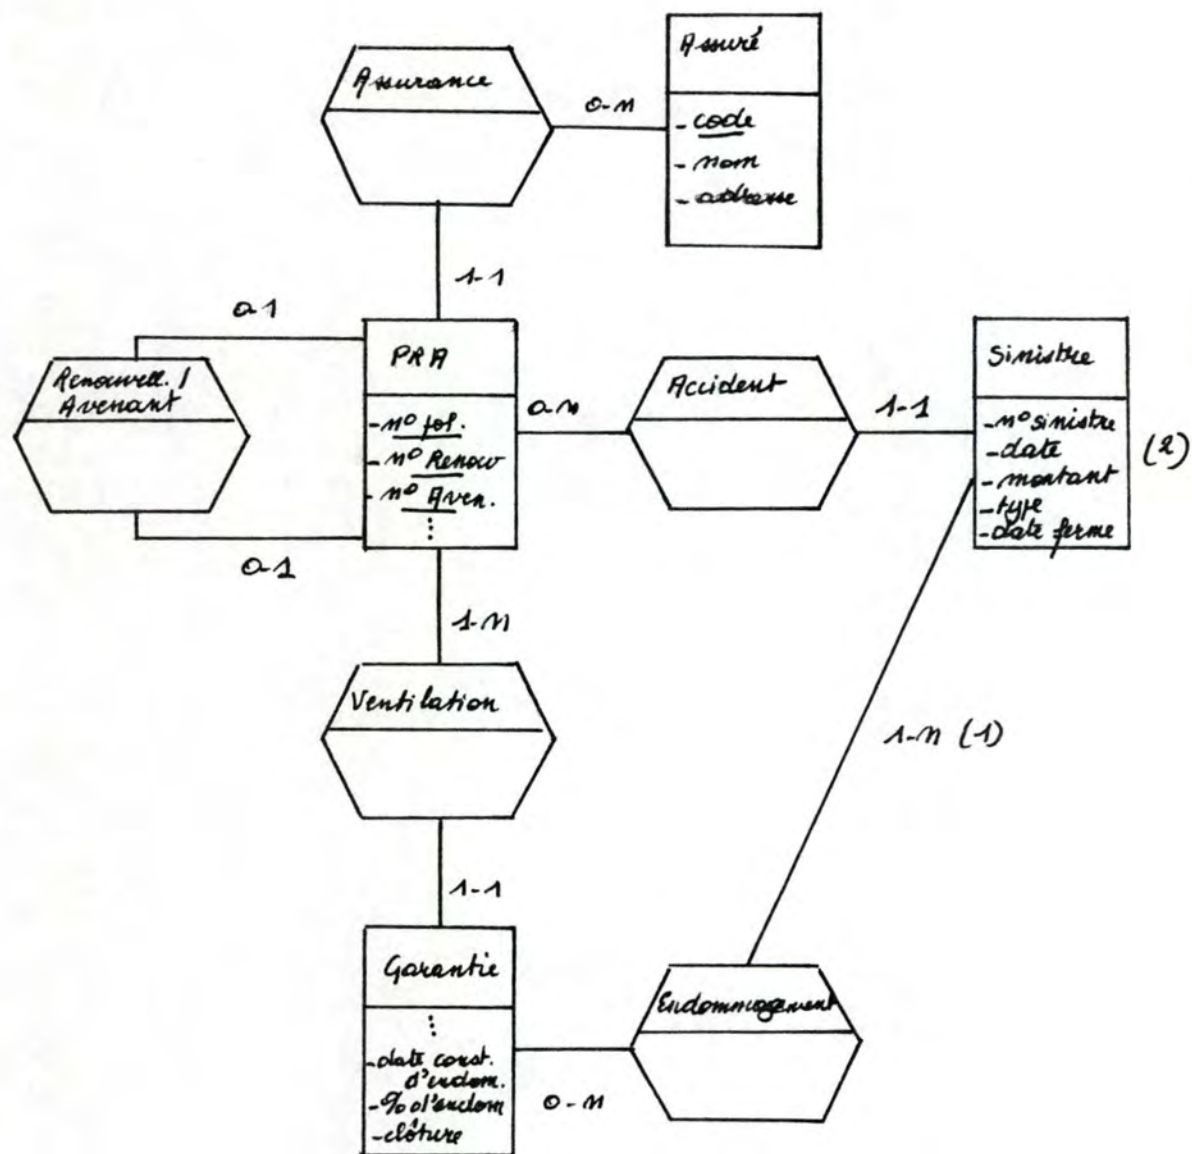 Assuré
Assurance
0-n
- code
- nom
- adresse
1-1
0-1
PRA
Sinistre
Renouvell. /
Avenant
Accident
- n° pol.
0-n
1-1
- n° sinistre
- n° Renouv
- date
(2)
- n° Aven.
- montant
- type
- date ferme
0-1
1-n
Ventilation
1-n (1)
1-1
Garantie
Endommagement
- date const.
d'endom.
- % d'endom
0-n
- clôture